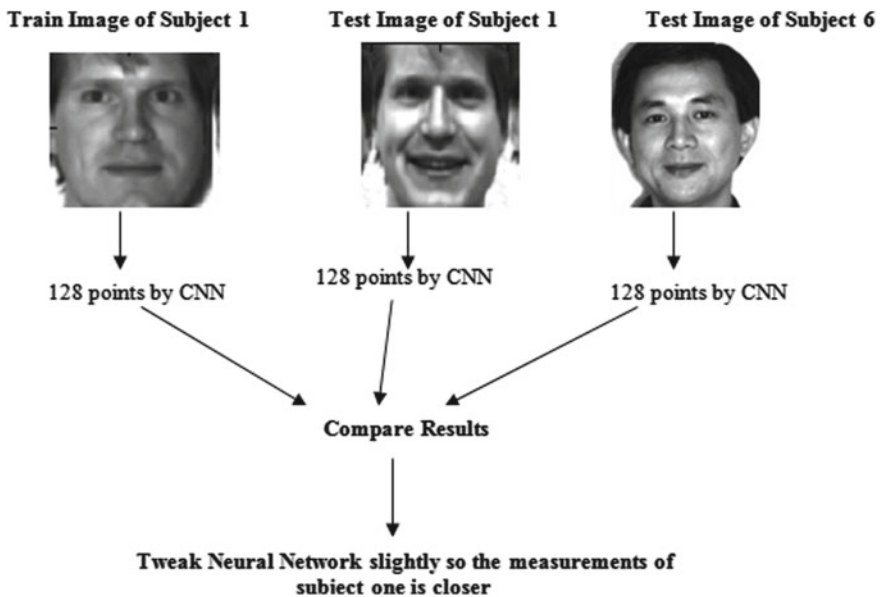 Train Image of Subject 1
Test Image of Subject 1
Test Image of Subject 6
128 points by CNN
128 points by CNN
128 points by CNN
Compare Results
Tweak Neural Network slightly so the measurements of
subject one is closer